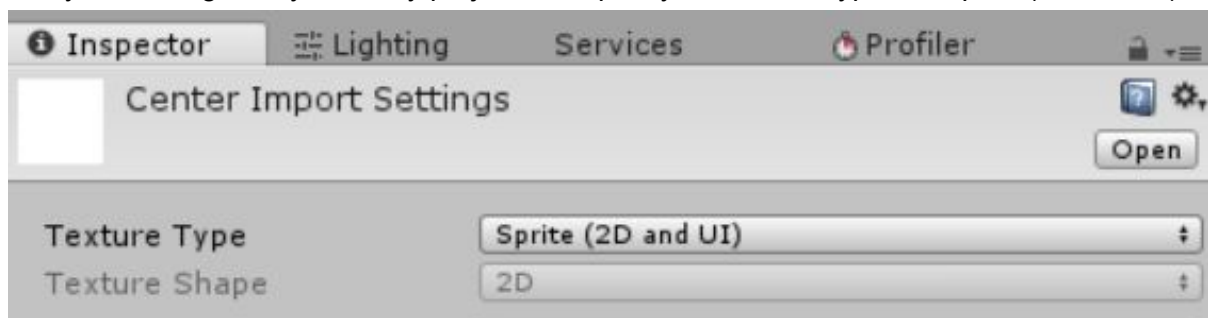 Inspector Lighting Services Profiler
Center Import Settings
Open
Texture Type Sprite (2D and UI)
Texture Shape 2D